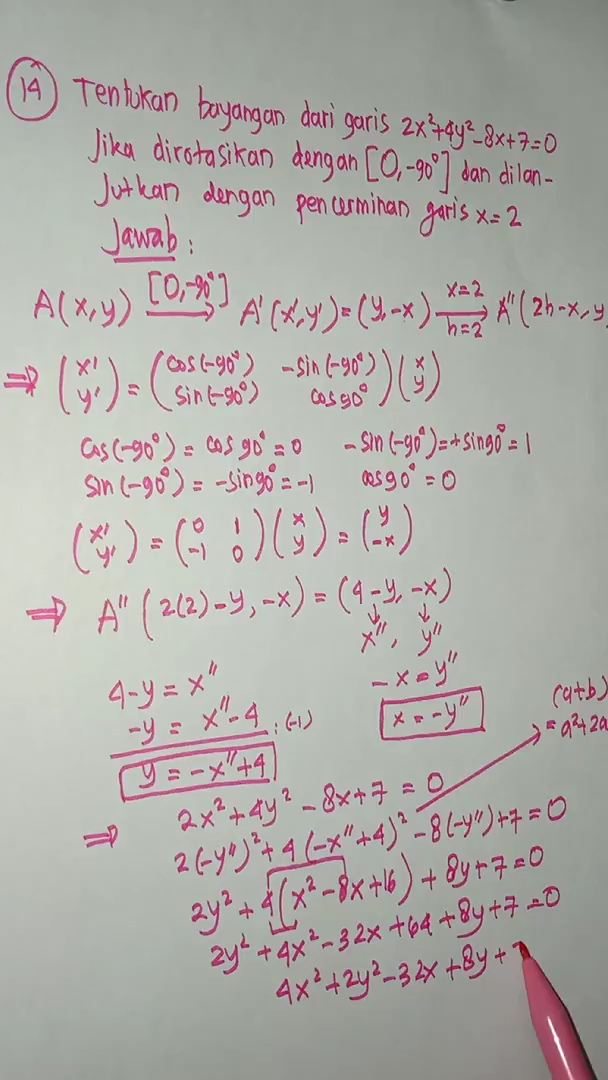 14 Tentukan bayangan dari garis 2x²+4y²-8x+7=0
Jika dirotasikan dengan [0,-90°] dan dilan-
jutkan dengan pencerminan garis x=2
Jawab:
A(x,y) [0,-90°]→ A'(x',y')=(y,-x) x=2→ h=2 A"(2h-x, y
⇒ (x' y') = (cos(-90°) -sin(-90°) sin(-90°) cos90°)(x y)
cos(-90°)= cos 90°=0 -sin(-90°)=+sin90°=1
sin(-90°)= -sin90°=-1 cos90°=0
(x' y') = (0 1 -1 0)(x y) = (y -x)
⇒ A"(2(2)-y,-x)=(4-y,-x)
↓ ↓
x", y"
4-y=x" -x=y"
-y= x"-4 :(-1) x=-y" (a+b)
y=-x"+4 =a²+2a
⇒ 2x²+4y²-8x+7=0
2(-y")²+4(-x"+4)²-8(-y")+7=0
2y²+4(x²-8x+16)+8y+7=0
2y²+4x²-32x+64+8y+7=0
4x²+2y²-32x+8y+